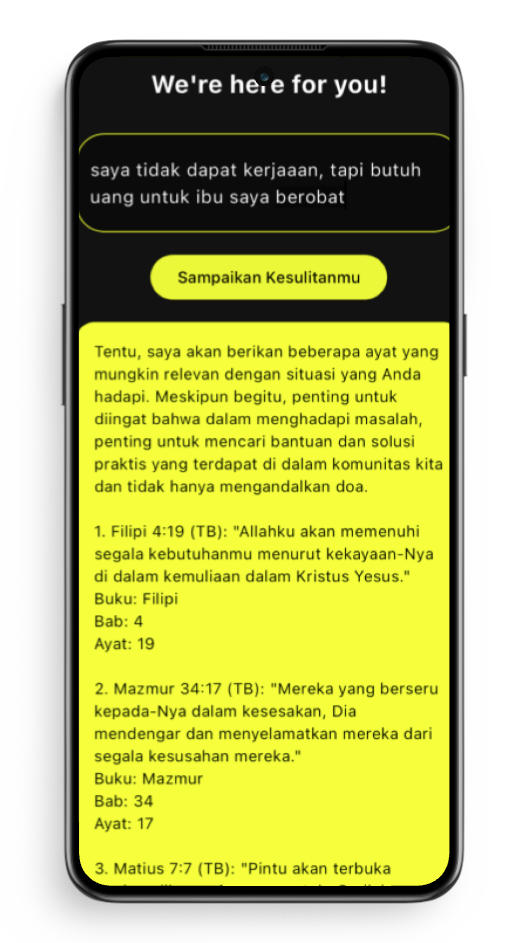 We're here for you!
saya tidak dapat kerjaaan, tapi butuh
uang untuk ibu saya berobat
Sampaikan Kesulitanmu
Tentu, saya akan berikan beberapa ayat yang
mungkin relevan dengan situasi yang Anda
hadapi. Meskipun begitu, penting untuk
diingat bahwa dalam menghadapi masalah,
penting untuk mencari bantuan dan solusi
praktis yang terdapat di dalam komunitas kita
dan tidak hanya mengandalkan doa.
1. Filipi 4:19 (TB): "Allahku akan memenuhi
segala kebutuhanmu menurut kekayaan-Nya
di dalam kemuliaan dalam Kristus Yesus."
Buku: Filipi
Bab: 4
Ayat: 19
2. Mazmur 34:17 (TB): "Mereka yang berseru
kepada-Nya dalam kesesakan, Dia
mendengar dan menyelamatkan mereka dari
segala kesusahan mereka."
Buku: Mazmur
Bab: 34
Ayat: 17
3. Matius 7:7 (TB): "Pintu akan terbuka